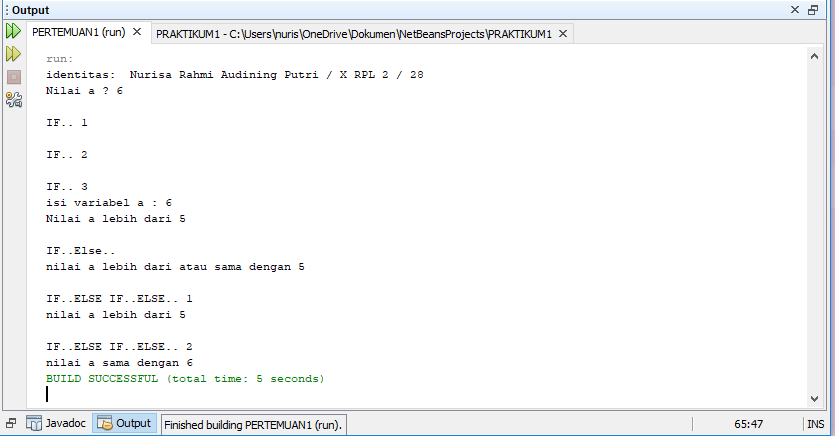 Output
PERTEMUAN1 (run)
PRAKTIKUM1 - C:\Users\nuris\OneDrive\Dokumen\NetBeansProjects\PRAKTIKUM1
run:
identitas:  Nurisa Rahmi Audining Putri / X RPL 2 / 28
Nilai a ? 6
IF.. 1
IF.. 2
IF.. 3
isi variabel a : 6
Nilai a lebih dari 5
IF..Else..
nilai a lebih dari atau sama dengan 5
IF..ELSE IF..ELSE.. 1
nilai a lebih dari 5
IF..ELSE IF..ELSE.. 2
nilai a sama dengan 6
BUILD SUCCESSFUL (total time: 5 seconds)
Javadoc
Output
Finished building PERTEMUAN1 (run).
65:47
INS